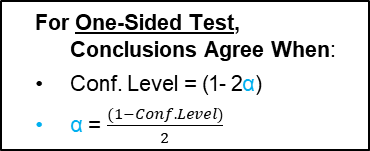 For One-Sided Test,
Conclusions Agree When:
• Conf. Level = (1- 2α)
• α = (1−Conf.Level)
2